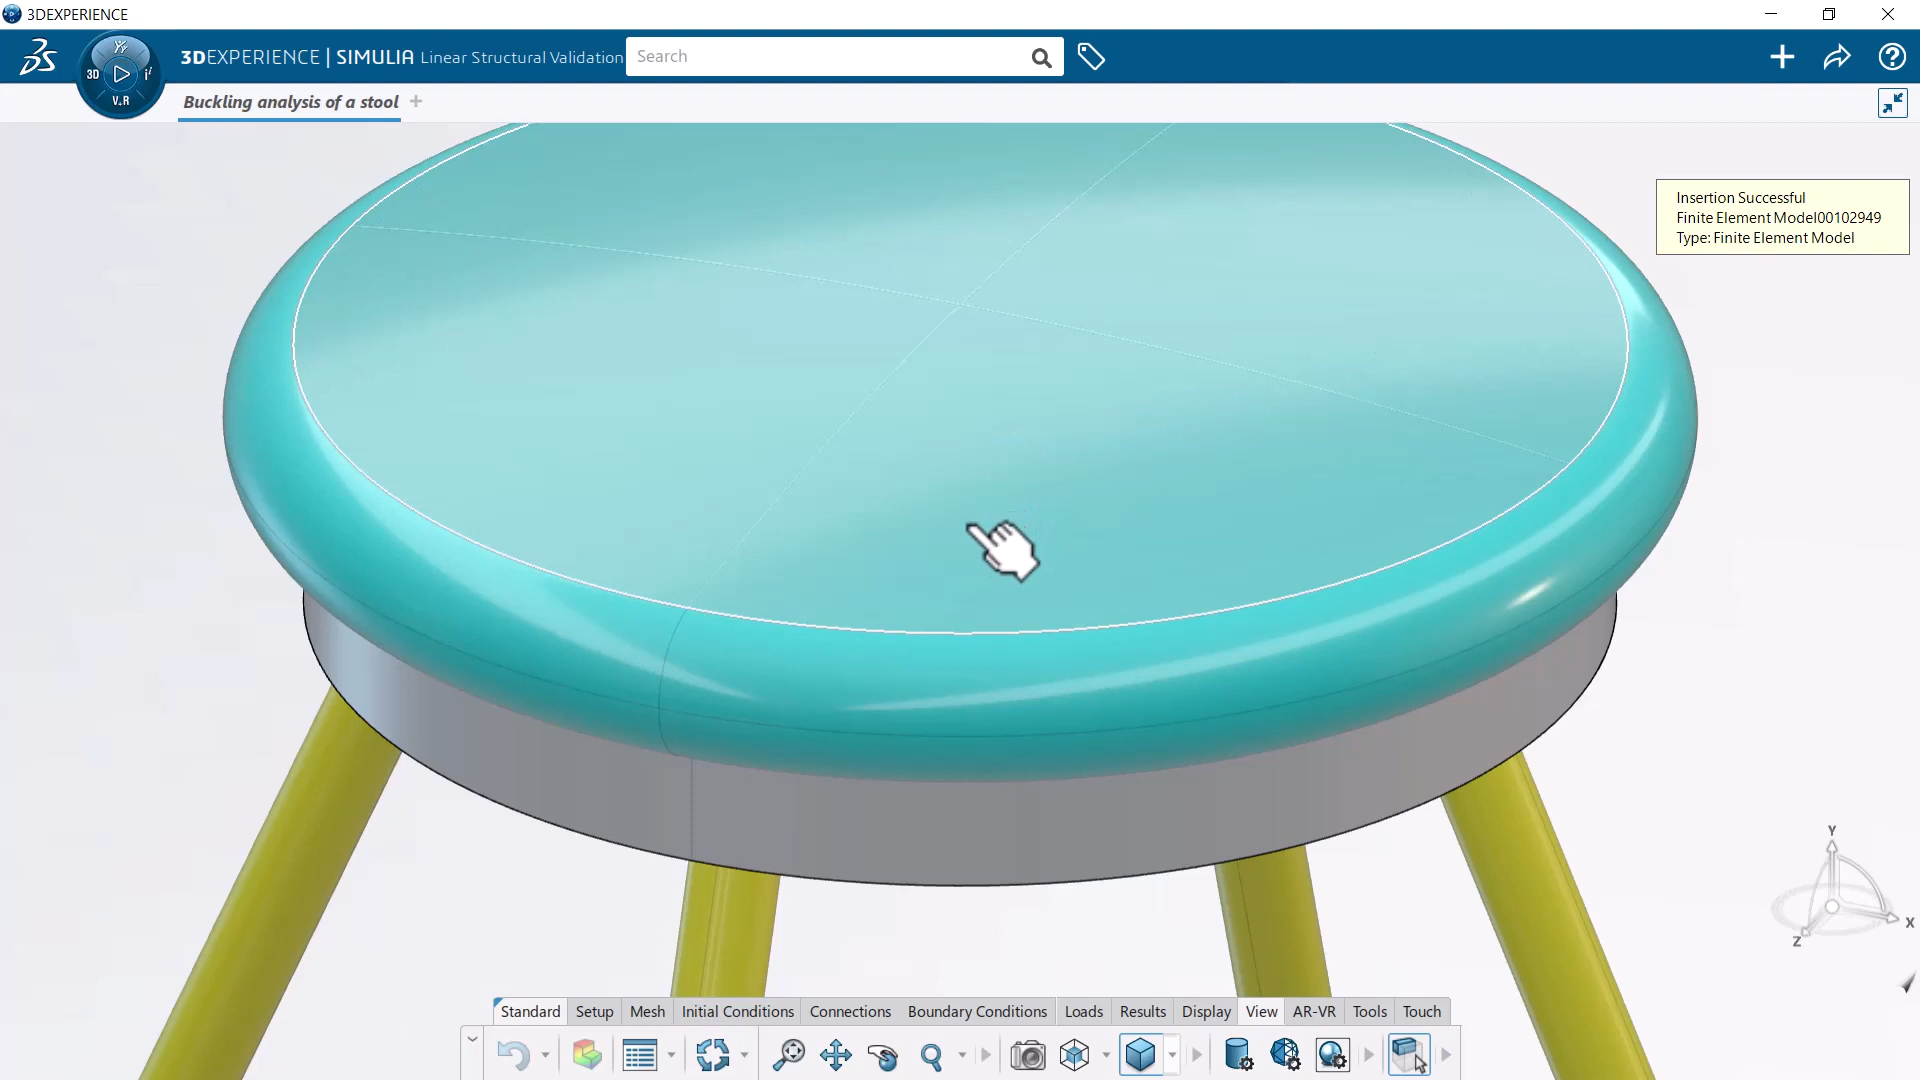 3DEXPERIENCE
3DEXPERIENCE | SIMULIA Linear Structural Validation
Search
3D
V.R
Buckling analysis of a stool
Insertion Successful
Finite Element Model00102949
Type: Finite Element Model
Y
X
Z
Standard Setup Mesh Initial Conditions Connections Boundary Conditions Loads Results Display View AR-VR Tools Touch